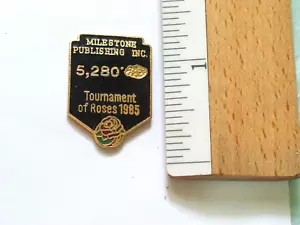 MILESTONE
PUBLISHING INC.
5,280'
Tournament
of Roses 1985
1